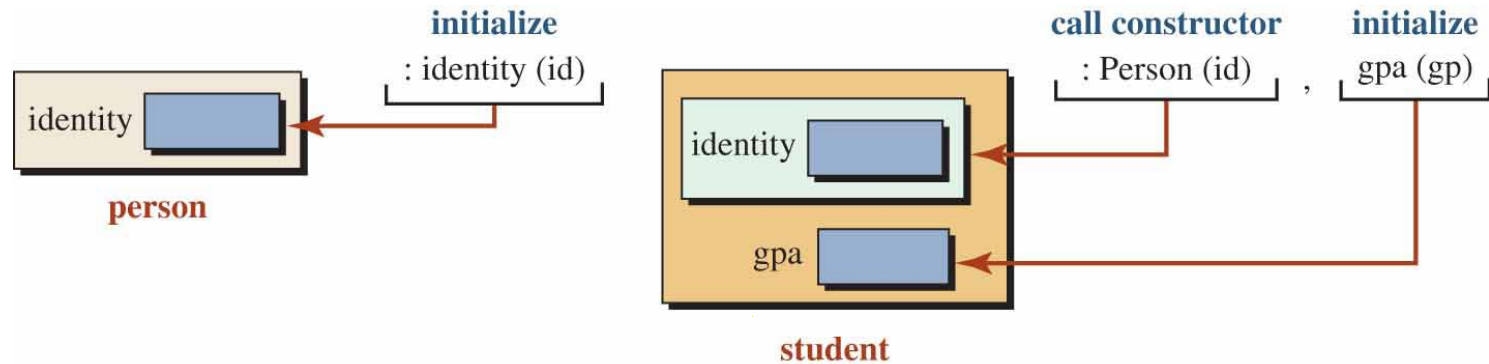 initialize
: identity (id)
identity
person
call constructor initialize
: Person (id) , gpa (gp)
identity
gpa
student